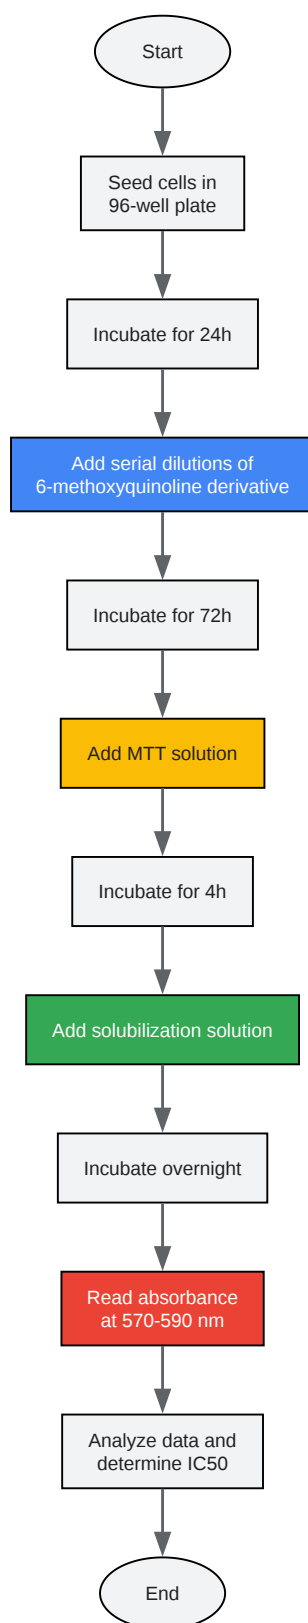 Start
Seed cells in
96-well plate
Incubate for 24h
Add serial dilutions of
6-methoxyquinoline derivative
Incubate for 72h
Add MTT solution
Incubate for 4h
Add solubilization solution
Incubate overnight
Read absorbance
at 570-590 nm
Analyze data and
determine IC50
End